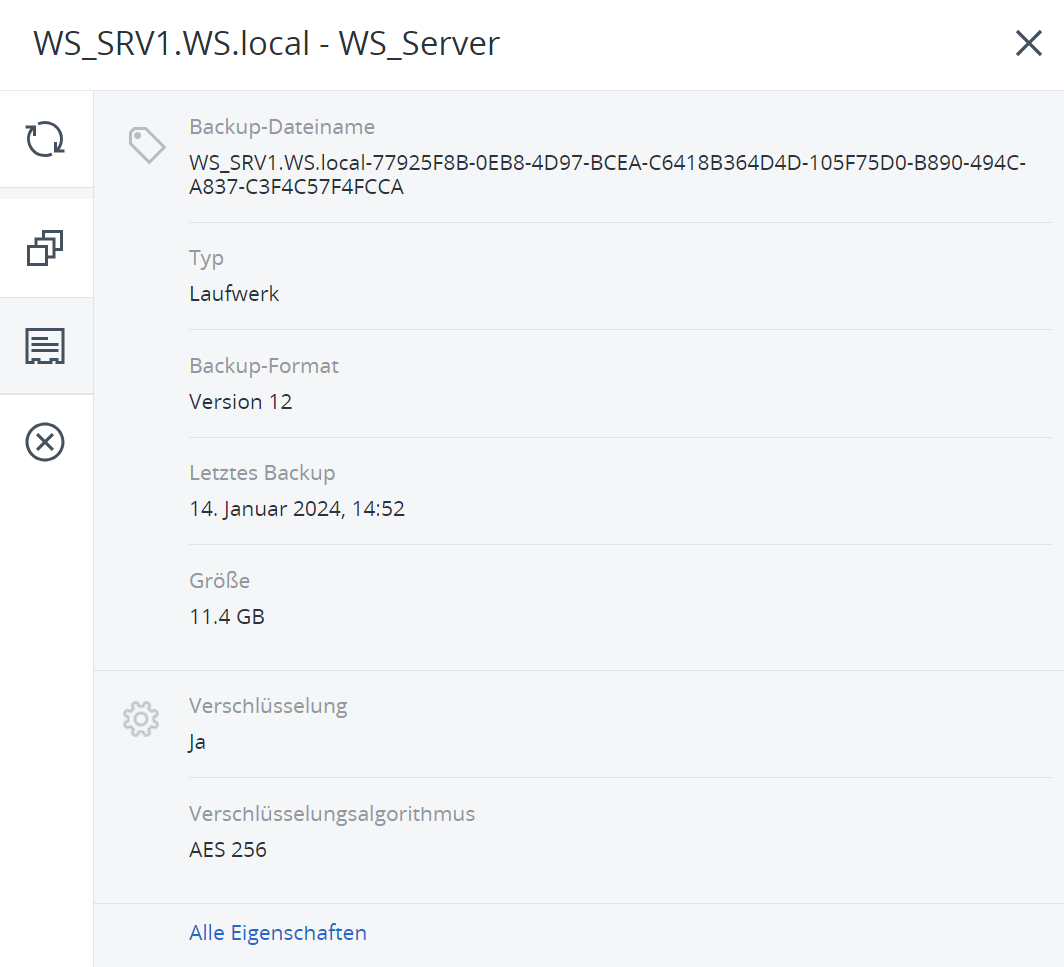 WS_SRV1.WS.local - WS_Server
Backup-Dateiname
WS_SRV1.WS.local-77925F8B-0EB8-4D97-BCEA-C6418B364D4D-105F75D0-B890-494C-
A837-C3F4C57F4FCCA
Typ
Laufwerk
Backup-Format
Version 12
Letztes Backup
14. Januar 2024, 14:52
Größe
11.4 GB
Verschlüsselung
Ja
Verschlüsselungsalgorithmus
AES 256
Alle Eigenschaften